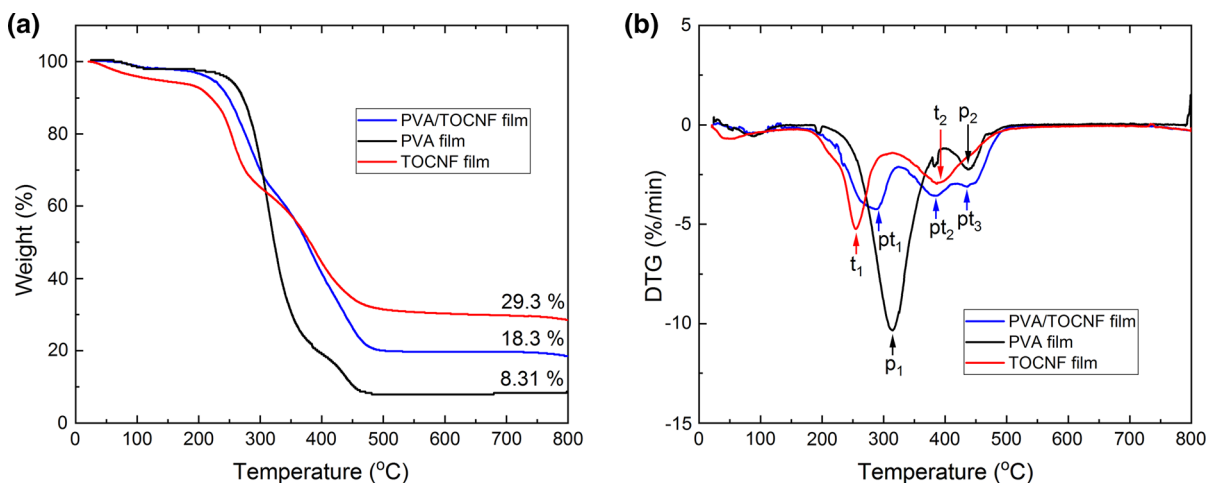 (a)
100
80
60
40
20
0
Weight (%)
PVA/TOCNF film
PVA film
TOCNF film
29.3 %
18.3 %
8.31 %
0 100 200 300 400 500 600 700 800
Temperature (°C)
(b)
5
0
-5
-10
-15
DTG (%/min)
t₂ p₂
t₁ pt₁ pt₂ pt₃
p₁
PVA/TOCNF film
PVA film
TOCNF film
0 100 200 300 400 500 600 700 800
Temperature (°C)